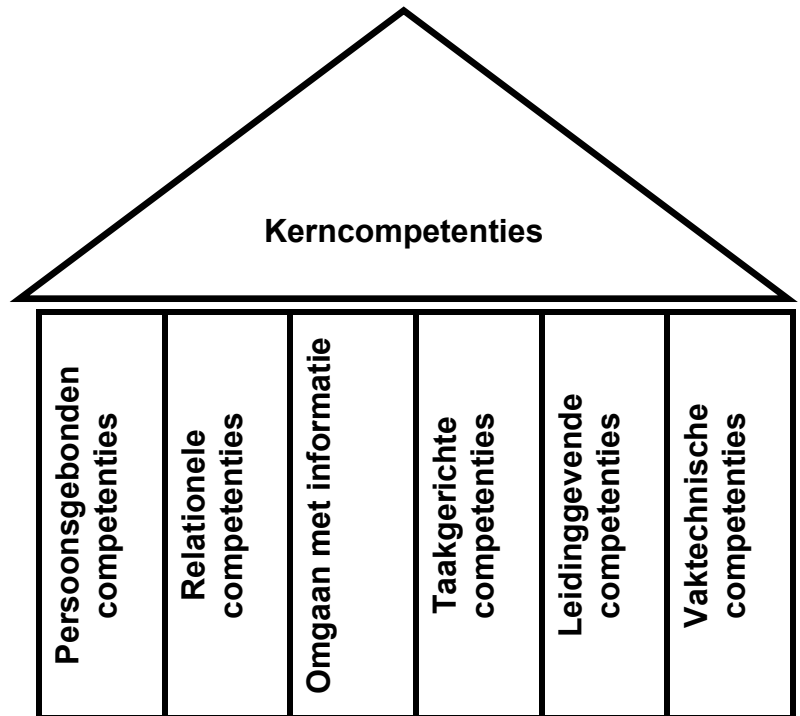 Kerncompetenties
Persoonsgebonden
competenties
Relationele
competenties
Omgaan met informatie
Taakgerichte
competenties
Leidinggevende
competenties
Vaktechnische
competenties